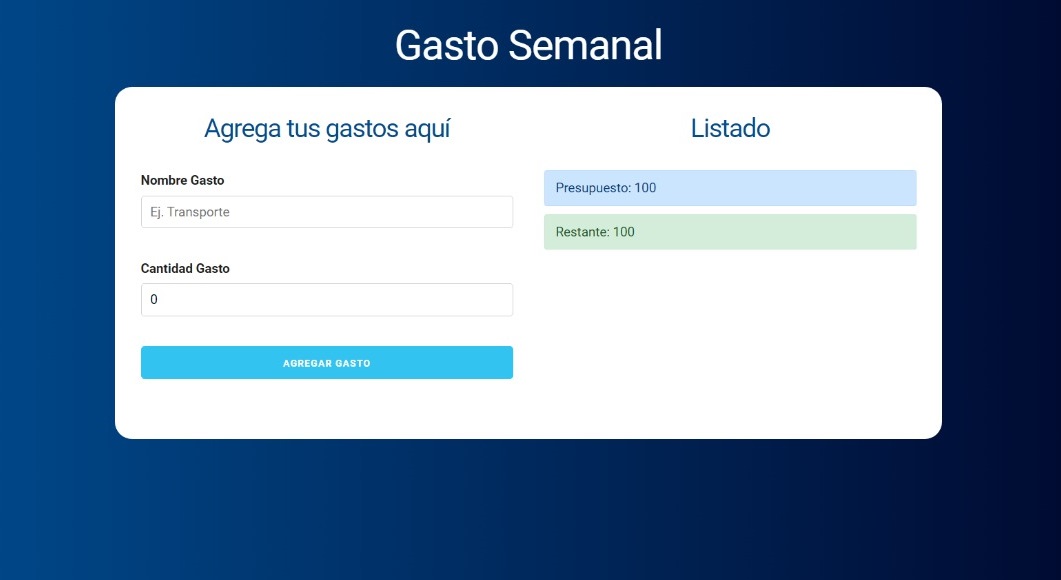 Gasto Semanal
Agrega tus gastos aquí
Nombre Gasto
Ej. Transporte
Cantidad Gasto
0
AGREGAR GASTO
Listado
Presupuesto: 100
Restante: 100